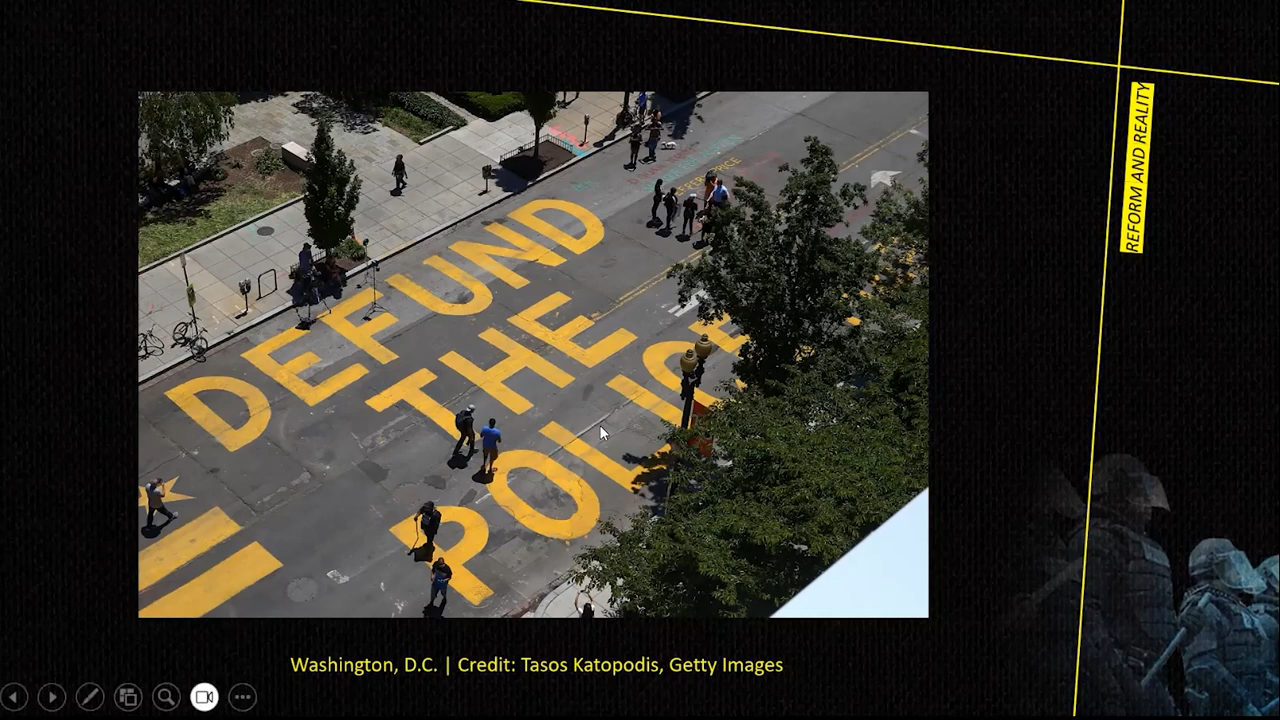 REFORM AND REALITY
DEFUND
THE
POLICE
Washington, D.C. | Credit: Tasos Katopodis, Getty Images